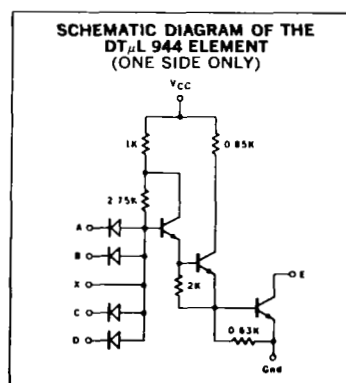 SCHEMATIC DIAGRAM OF THE
DTµL 944 ELEMENT
(ONE SIDE ONLY)
VCC
1K
0.85K
2.75K
A
B
X
C
D
2K
E
0.63K
Gnd